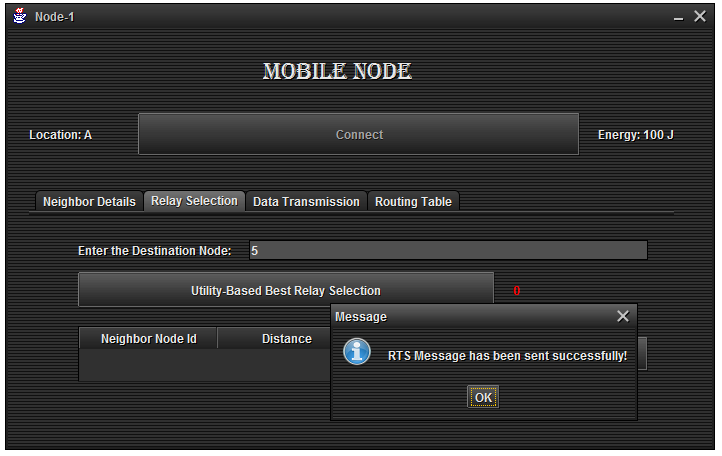 Node-1
MOBILE NODE
Location: A
Connect
Energy: 100 J
Neighbor Details
Relay Selection
Data Transmission
Routing Table
Enter the Destination Node:
5
Utility-Based Best Relay Selection
0
Neighbor Node Id
Distance
Message
RTS Message has been sent successfully!
OK